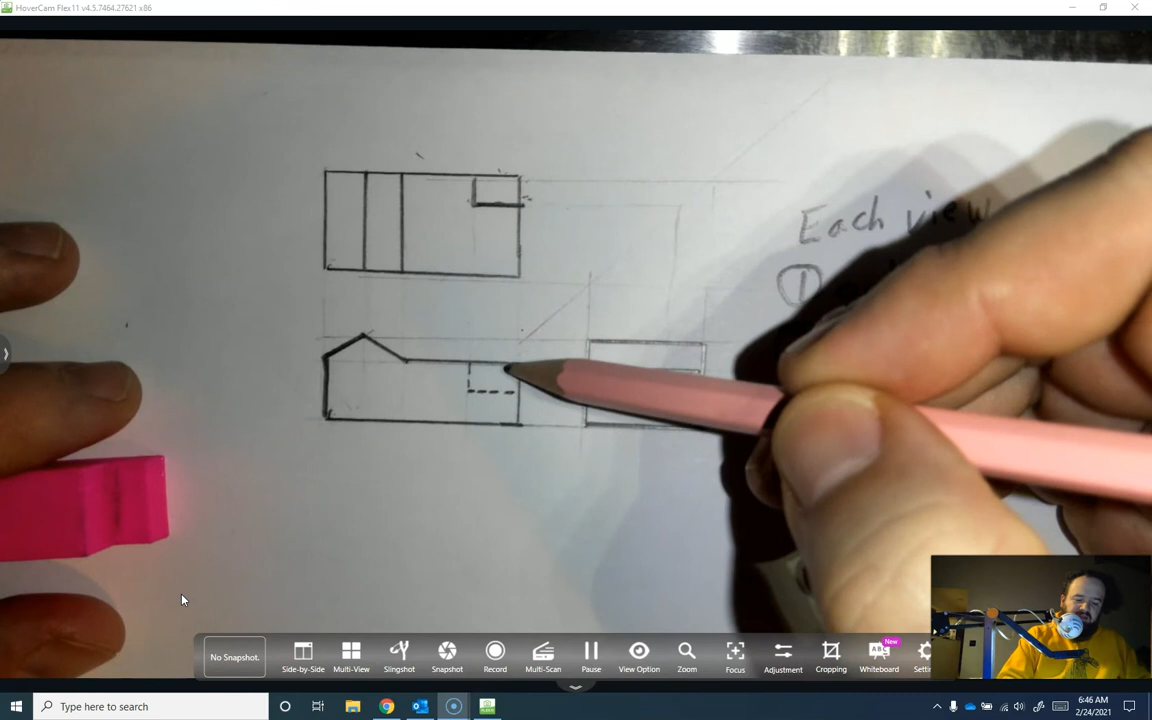 HoverCam Flex11 v4.5.7464.27621 x86
Each view
1
No Snapshot.
Side-by-Side
Multi-View
Slingshot
Snapshot
Record
Multi-Scan
Pause
View Option
Zoom
Focus
Adjustment
Cropping
New
ABC
Whiteboard
Type here to search
6:46 AM
2/24/2021